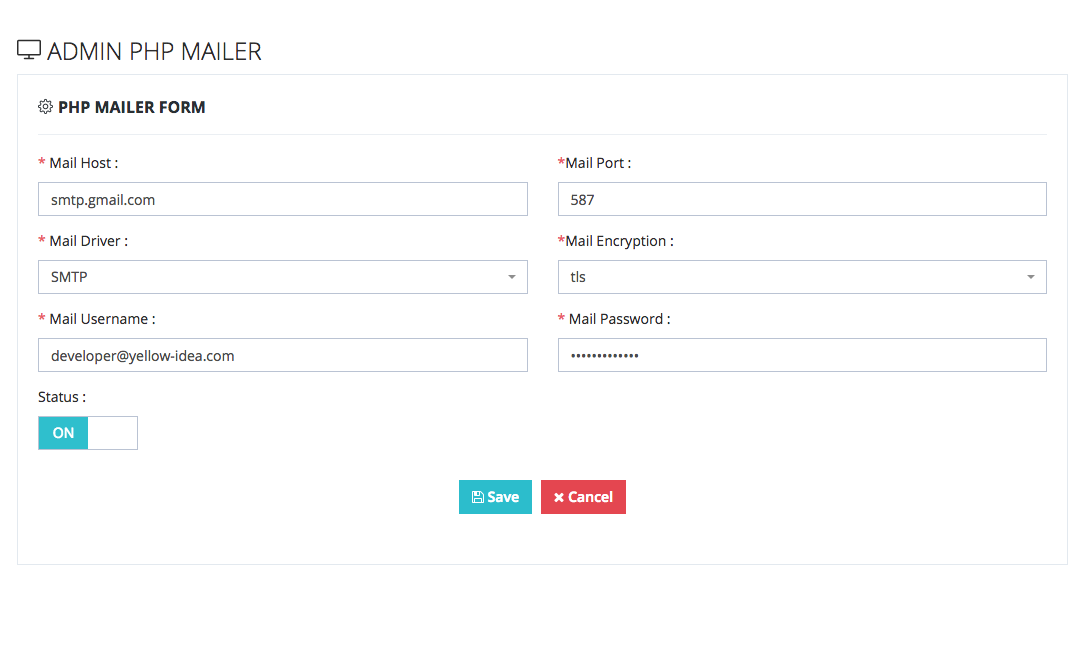 ADMIN PHP MAILER
PHP MAILER FORM
* Mail Host :
*Mail Port :
smtp.gmail.com
587
* Mail Driver :
*Mail Encryption :
SMTP
tls
* Mail Username :
* Mail Password :
developer@yellow-idea.com
•••••••••••••
Status :
ON
Save
Cancel